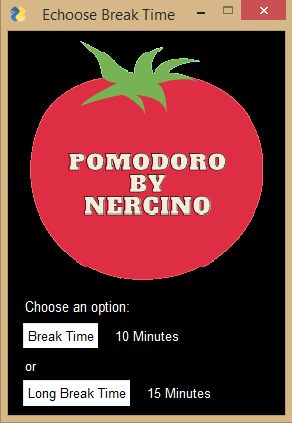 Echoose Break Time
POMODORO
BY
NERCINO
Choose an option:
Break Time 10 Minutes
or
Long Break Time 15 Minutes